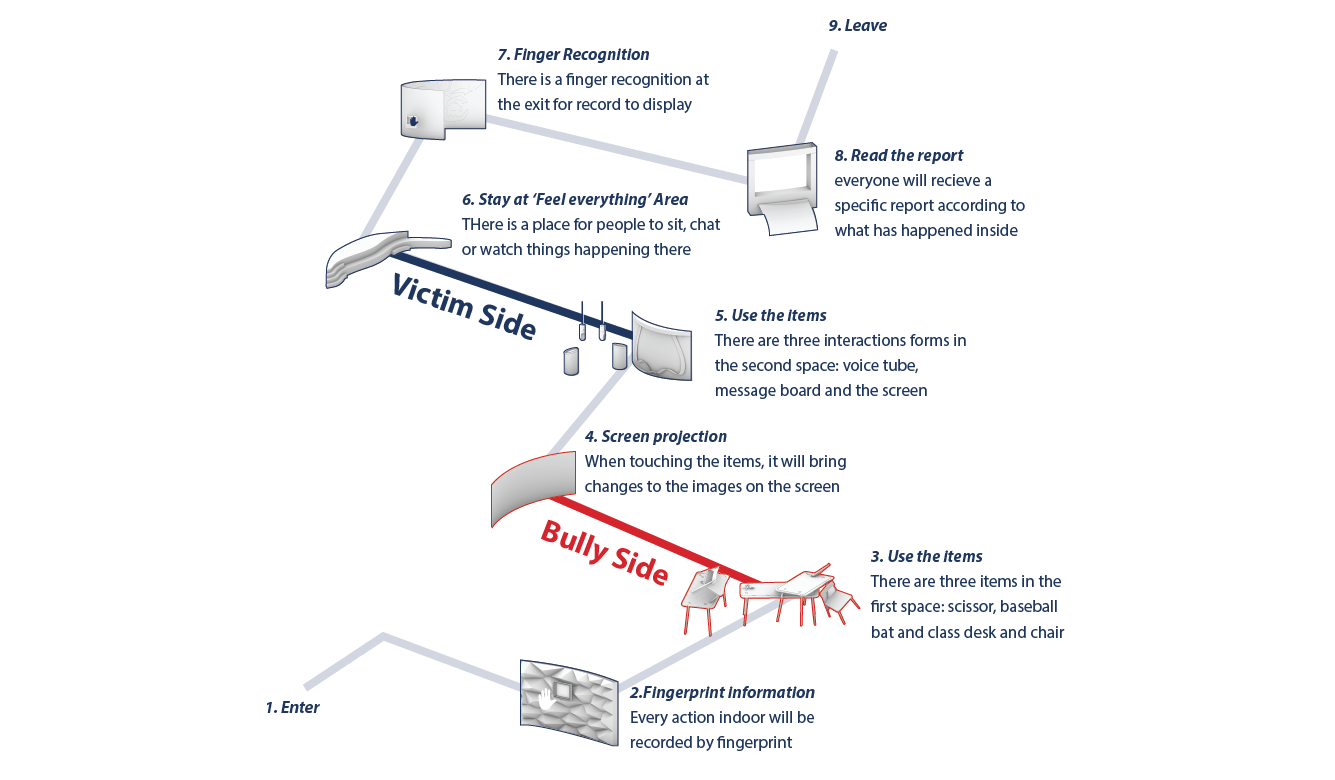 9. Leave
7. Finger Recognition
There is a finger recognition at
the exit for record to display
8. Read the report
everyone will recieve a
specific report according to
what has happened inside
6. Stay at ‘Feel everything’ Area
THere is a place for people to sit, chat
or watch things happening there
Victim Side
5. Use the items
There are three interactions forms in
the second space: voice tube,
message board and the screen
4. Screen projection
When touching the items, it will bring
changes to the images on the screen
Bully Side
3. Use the items
There are three items in the
first space: scissor, baseball
bat and class desk and chair
1. Enter
2.Fingerprint information
Every action indoor will be
recorded by fingerprint